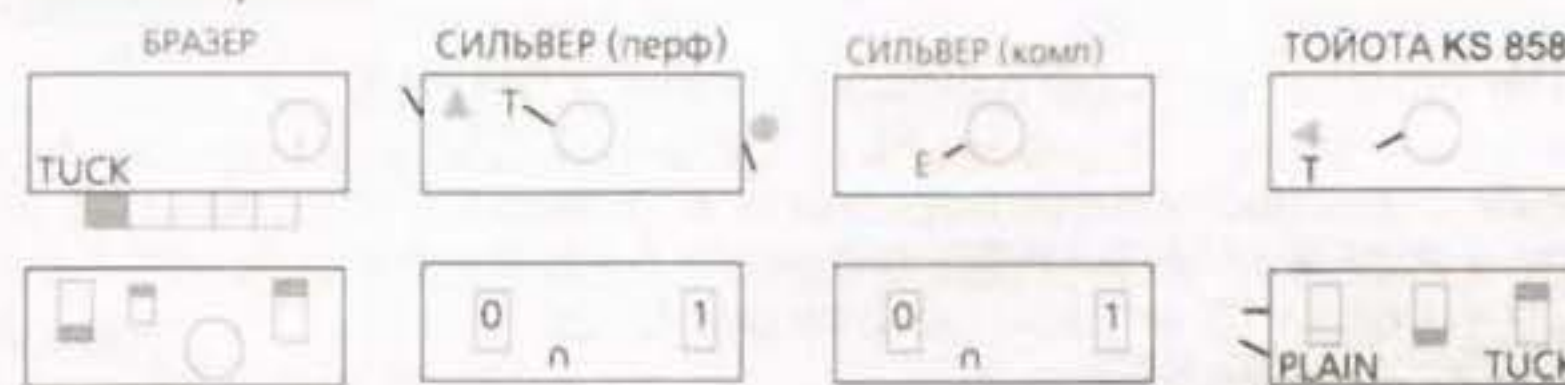 БРАЗЕР
СИЛЬВЕР (перф)
СИЛЬВЕР (комп)
ТОЙОТА KS 858
TUCK
T
E
T
0 1
0 1
PLAIN TUCK